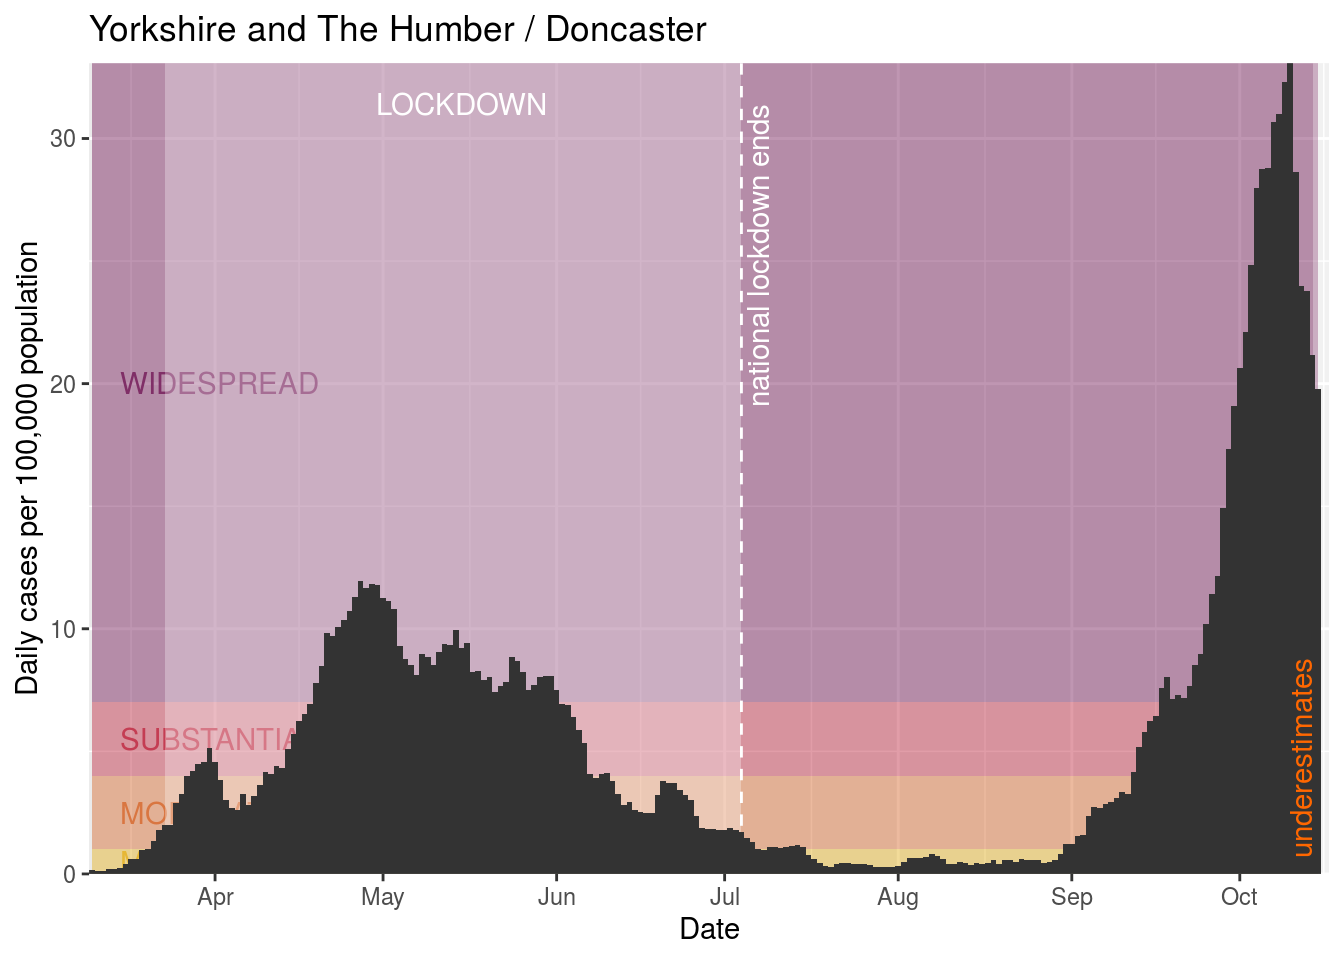 Yorkshire and The Humber / Doncaster
LOCKDOWN
national lockdown ends
WIDESPREAD
SUBSTANTIA
underestimates
Daily cases per 100,000 population
30
20
10
0
Apr
May
Jun
Jul
Aug
Sep
Oct
Date